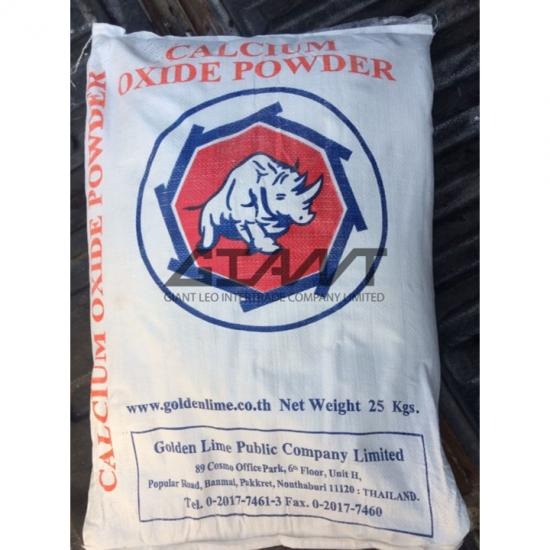 CALCIUM
OXIDE POWDER
CALCIUM OXIDE POWDER
GIANT
GIANT LEO INTERTRADE COMPANY LIMITED
www.goldenlime.co.th Net Weight 25 Kgs.
Golden Lime Public Company Limited
89 Cosmo Office Park, 6th Floor, Unit H,
Popular Road, Banmai, Pakkret, Nonthaburi 11120 : THAILAND.
Tel. 0-2017-7461-3 Fax. 0-2017-7460